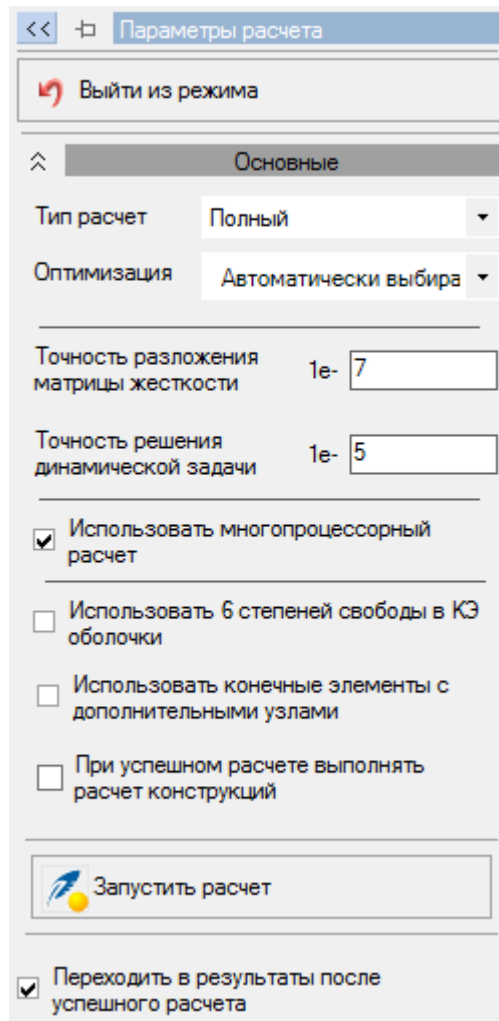 << Параметры расчета
Выйти из режима
Основные
Тип расчет Полный
Оптимизация Автоматически выбира
Точность разложения
матрицы жесткости 1e- 7
Точность решения
динамической задачи 1e- 5
Использовать многопроцессорный
расчет
Использовать 6 степеней свободы в КЭ
оболочки
Использовать конечные элементы с
дополнительными узлами
При успешном расчете выполнять
расчет конструкций
Запустить расчет
Переходить в результаты после
успешного расчета